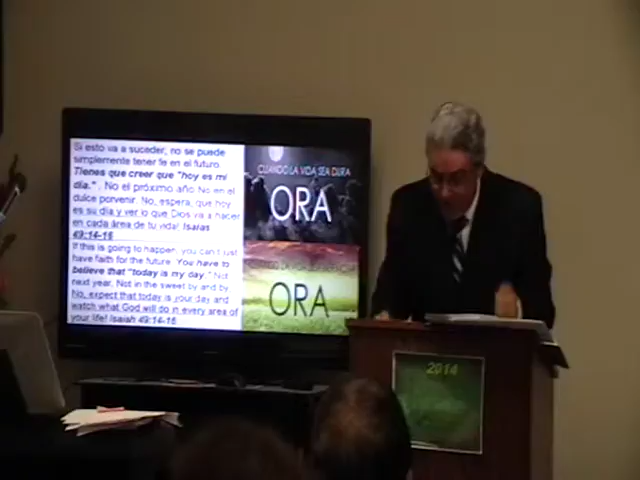 Si esto va a suceder, no se puede
simplemente tener fe en el futuro.
Tienes que creer que "hoy es mi
día." . No el próximo año. No en el
dulce porvenir. No, espera, que hoy
es su día y ver lo que Dios va a hacer
en cada área de tu vida! Isaías
49:14-16
If this is going to happen, you can't just
have faith for the future. You have to
believe that "today is my day." Not
next year. Not in the sweet by and by.
No, expect that today is your day and
watch what God will do in every area of
your life! Isaiah 49:14-16
CUANDO LA VIDA SEA DURA
ORA
CUANDO LA VIDA
ORA
2014